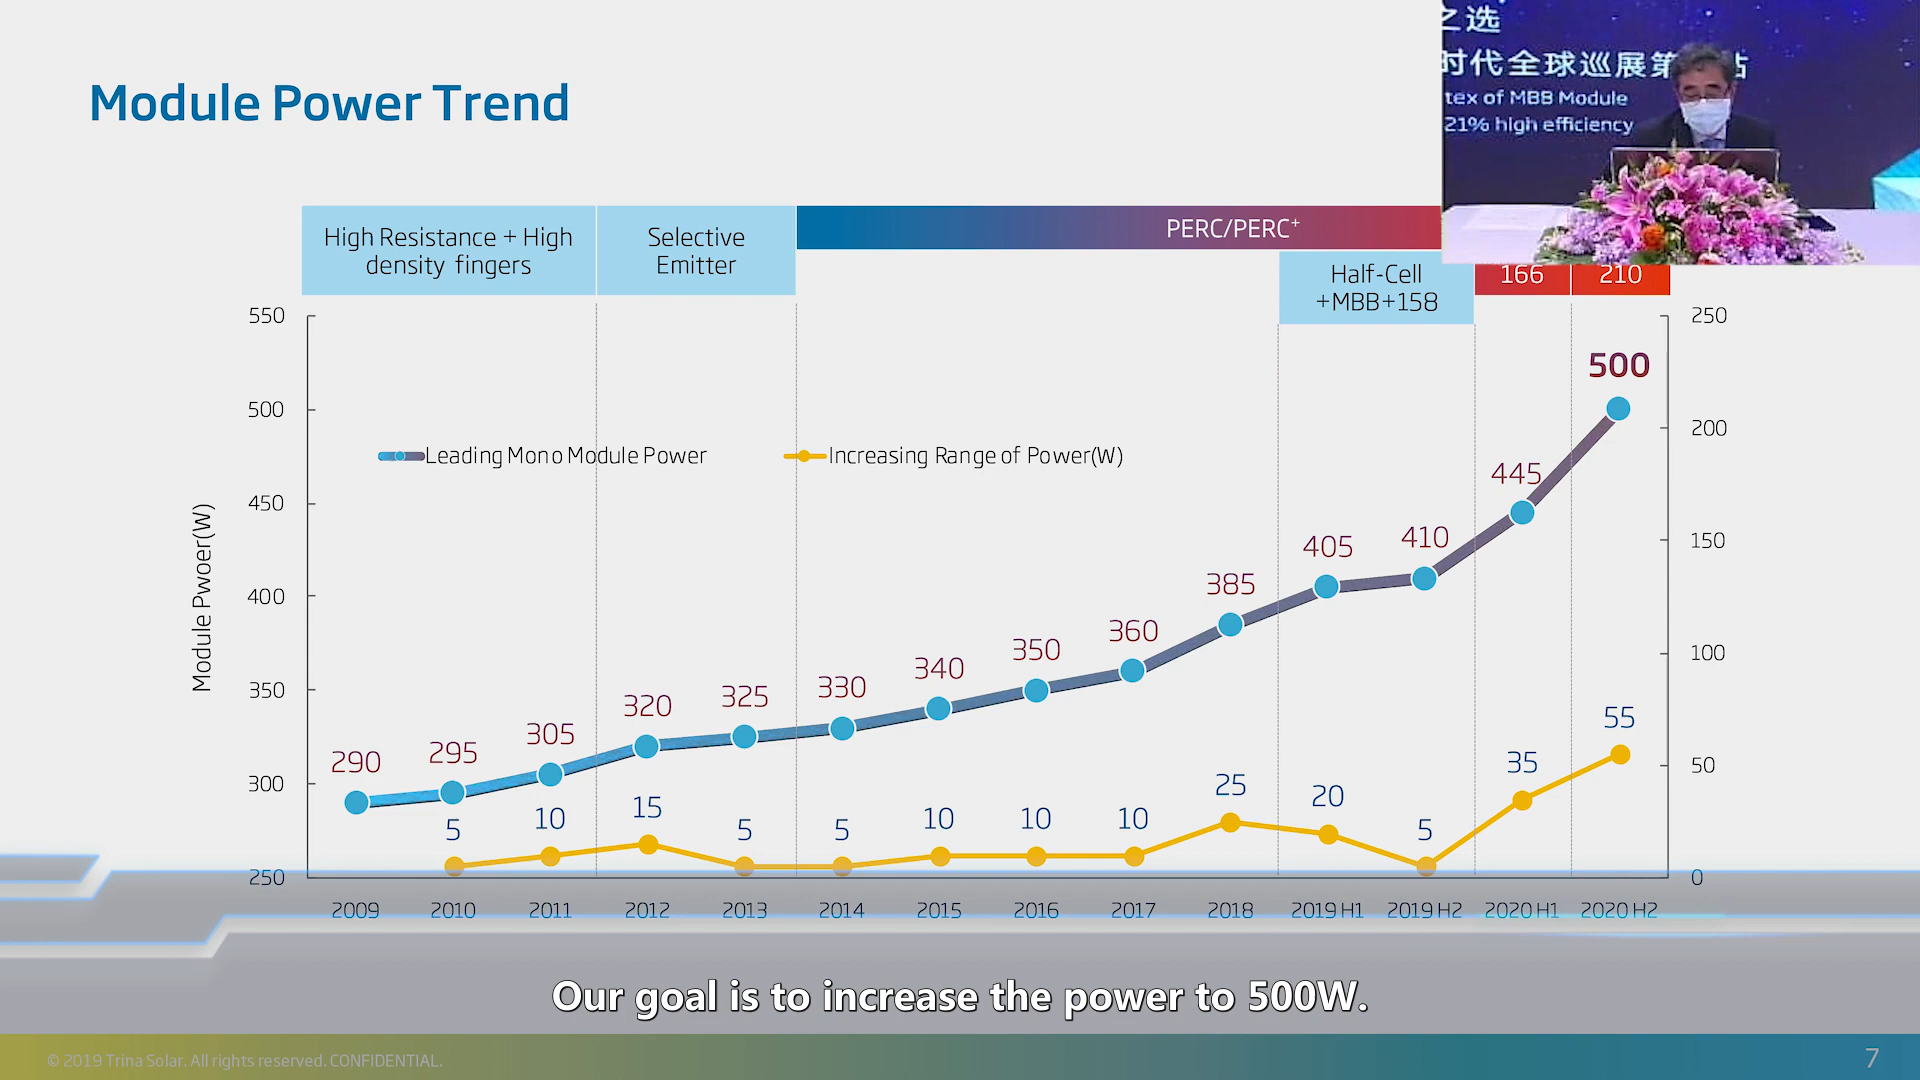 Module Power Trend
之选
时代全球巡展第
站
tex of MBB Module
21% high efficiency
High Resistance + High
density fingers
Selective
Emitter
PERC/PERC+
Half-Cell
+MBB+158
166
210
550
500
450
400
350
300
250
Module Pwoer(W)
250
200
150
100
50
0
Leading Mono Module Power
Increasing Range of Power(W)
290
295
305
320
325
330
340
350
360
385
405
410
445
500
5
10
15
5
5
10
10
10
25
20
5
35
55
2009
2010
2011
2012
2013
2014
2015
2016
2017
2018
2019 H1
2019 H2
2020 H1
2020 H2
Our goal is to increase the power to 500W.
© 2019 Trina Solar. All rights reserved. CONFIDENTIAL.
7